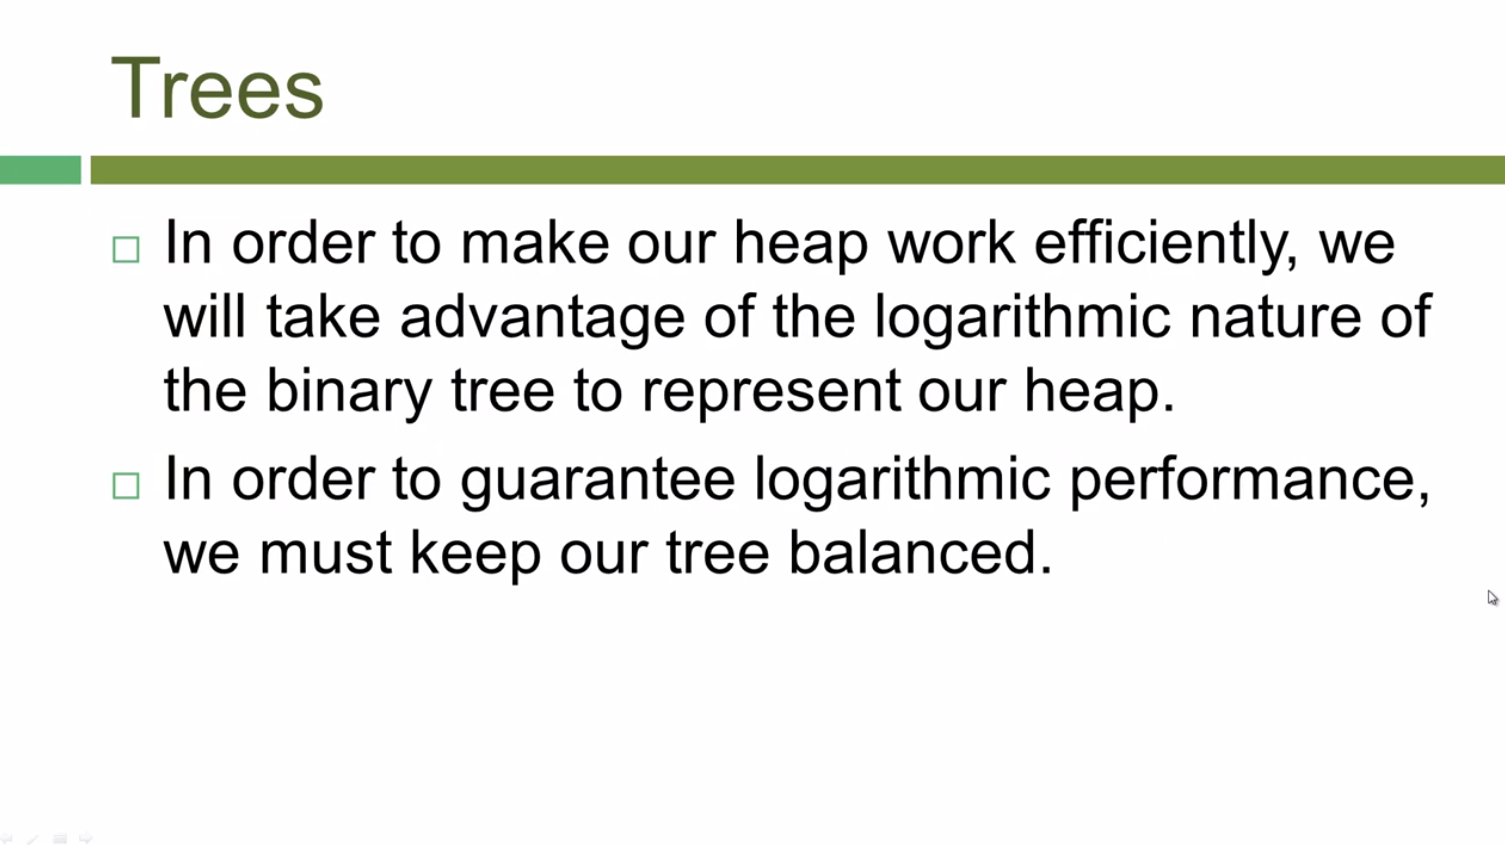 Trees
In order to make our heap work efficiently, we
will take advantage of the logarithmic nature of
the binary tree to represent our heap.
In order to guarantee logarithmic performance,
we must keep our tree balanced.